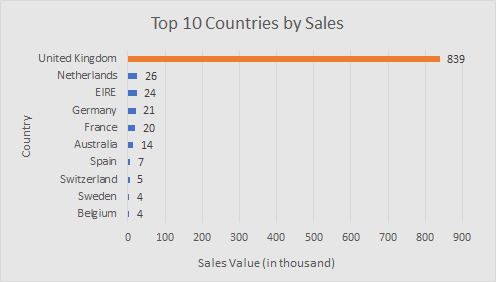 Top 10 Countries by Sales
Country
United Kingdom 839
Netherlands 26
EIRE 24
Germany 21
France 20
Australia 14
Spain 7
Switzerland 5
Sweden 4
Belgium 4
0 100 200 300 400 500 600 700 800 900
Sales Value (in thousand)